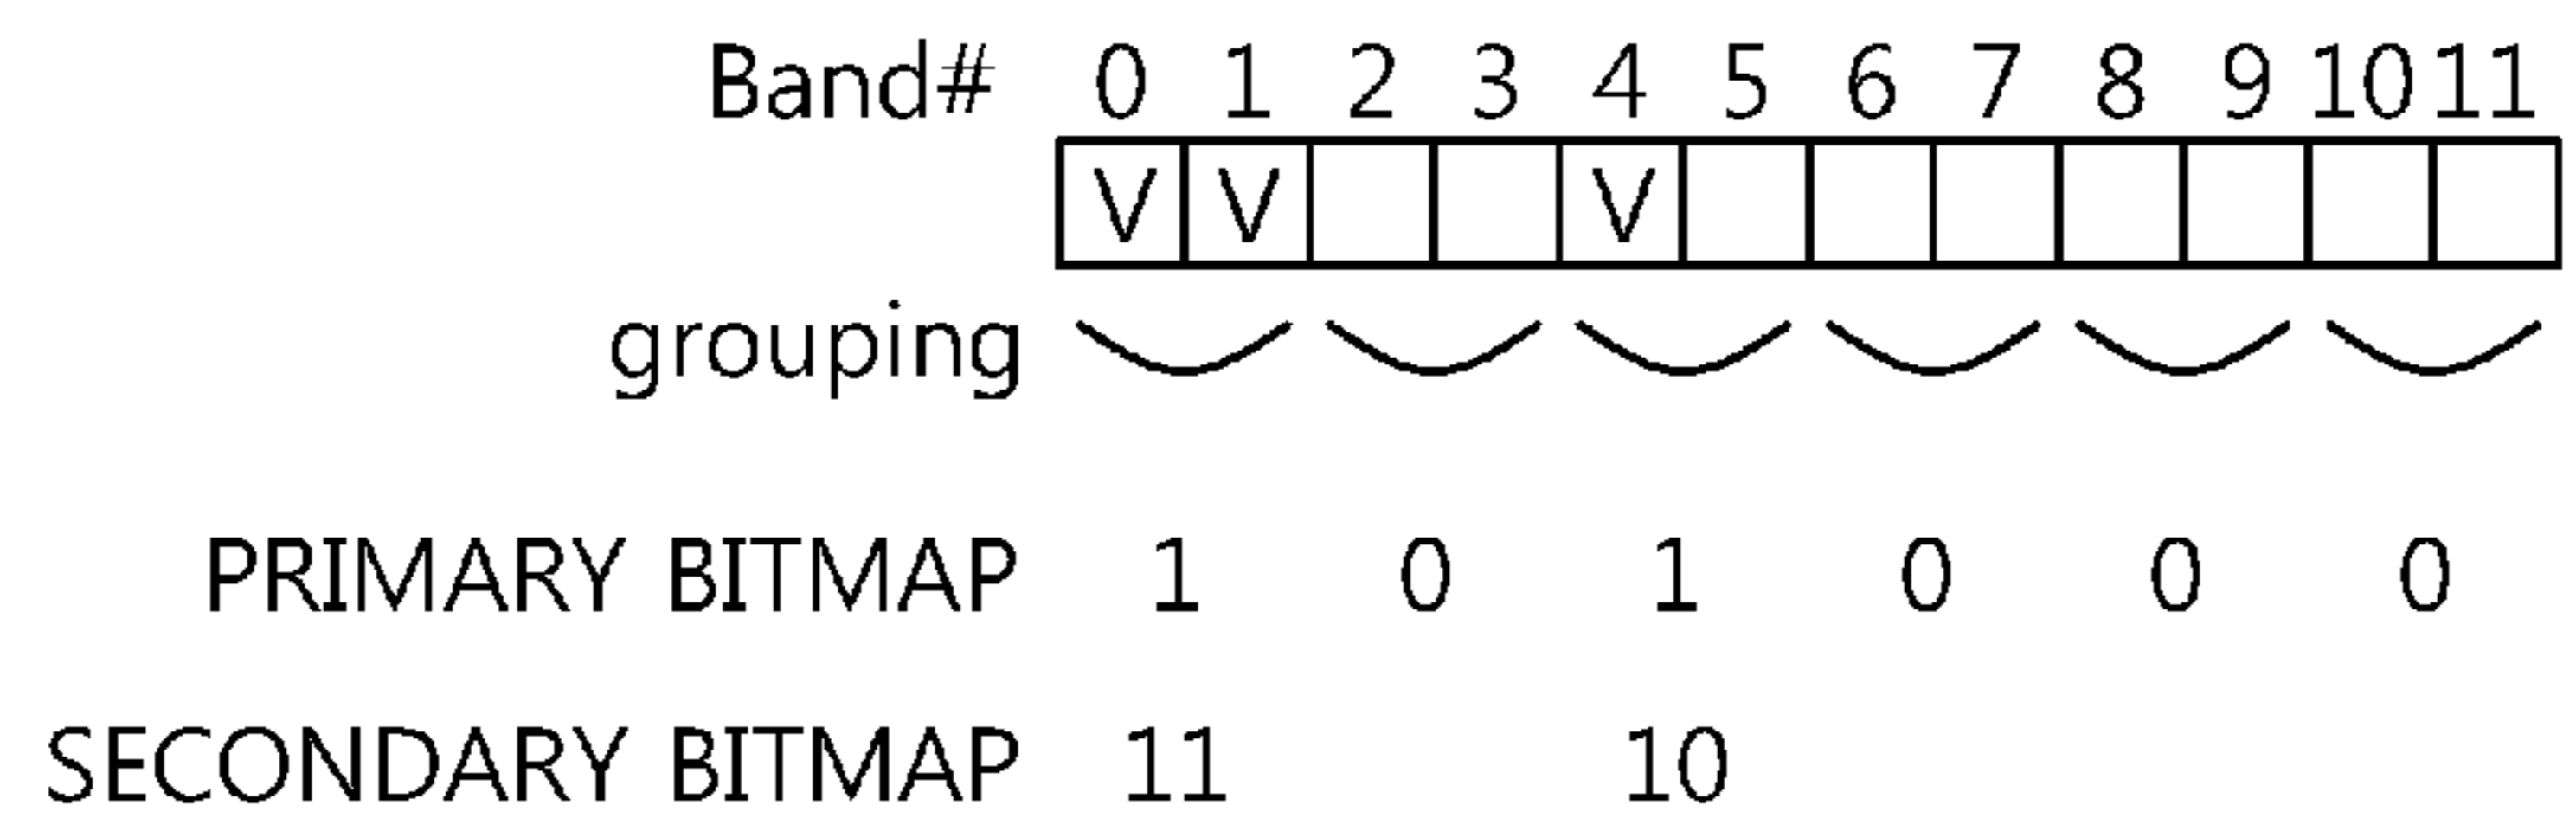 Band# 0 1 2 3 4 5 6 7 8 9 10 11
V V V
grouping
PRIMARY BITMAP 1 0 1 0 0 0
SECONDARY BITMAP 11 10